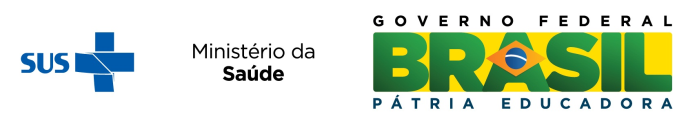 SUS
Ministério da
Saúde
GOVERNO FEDERAL
BRASIL
PÁTRIA EDUCADORA